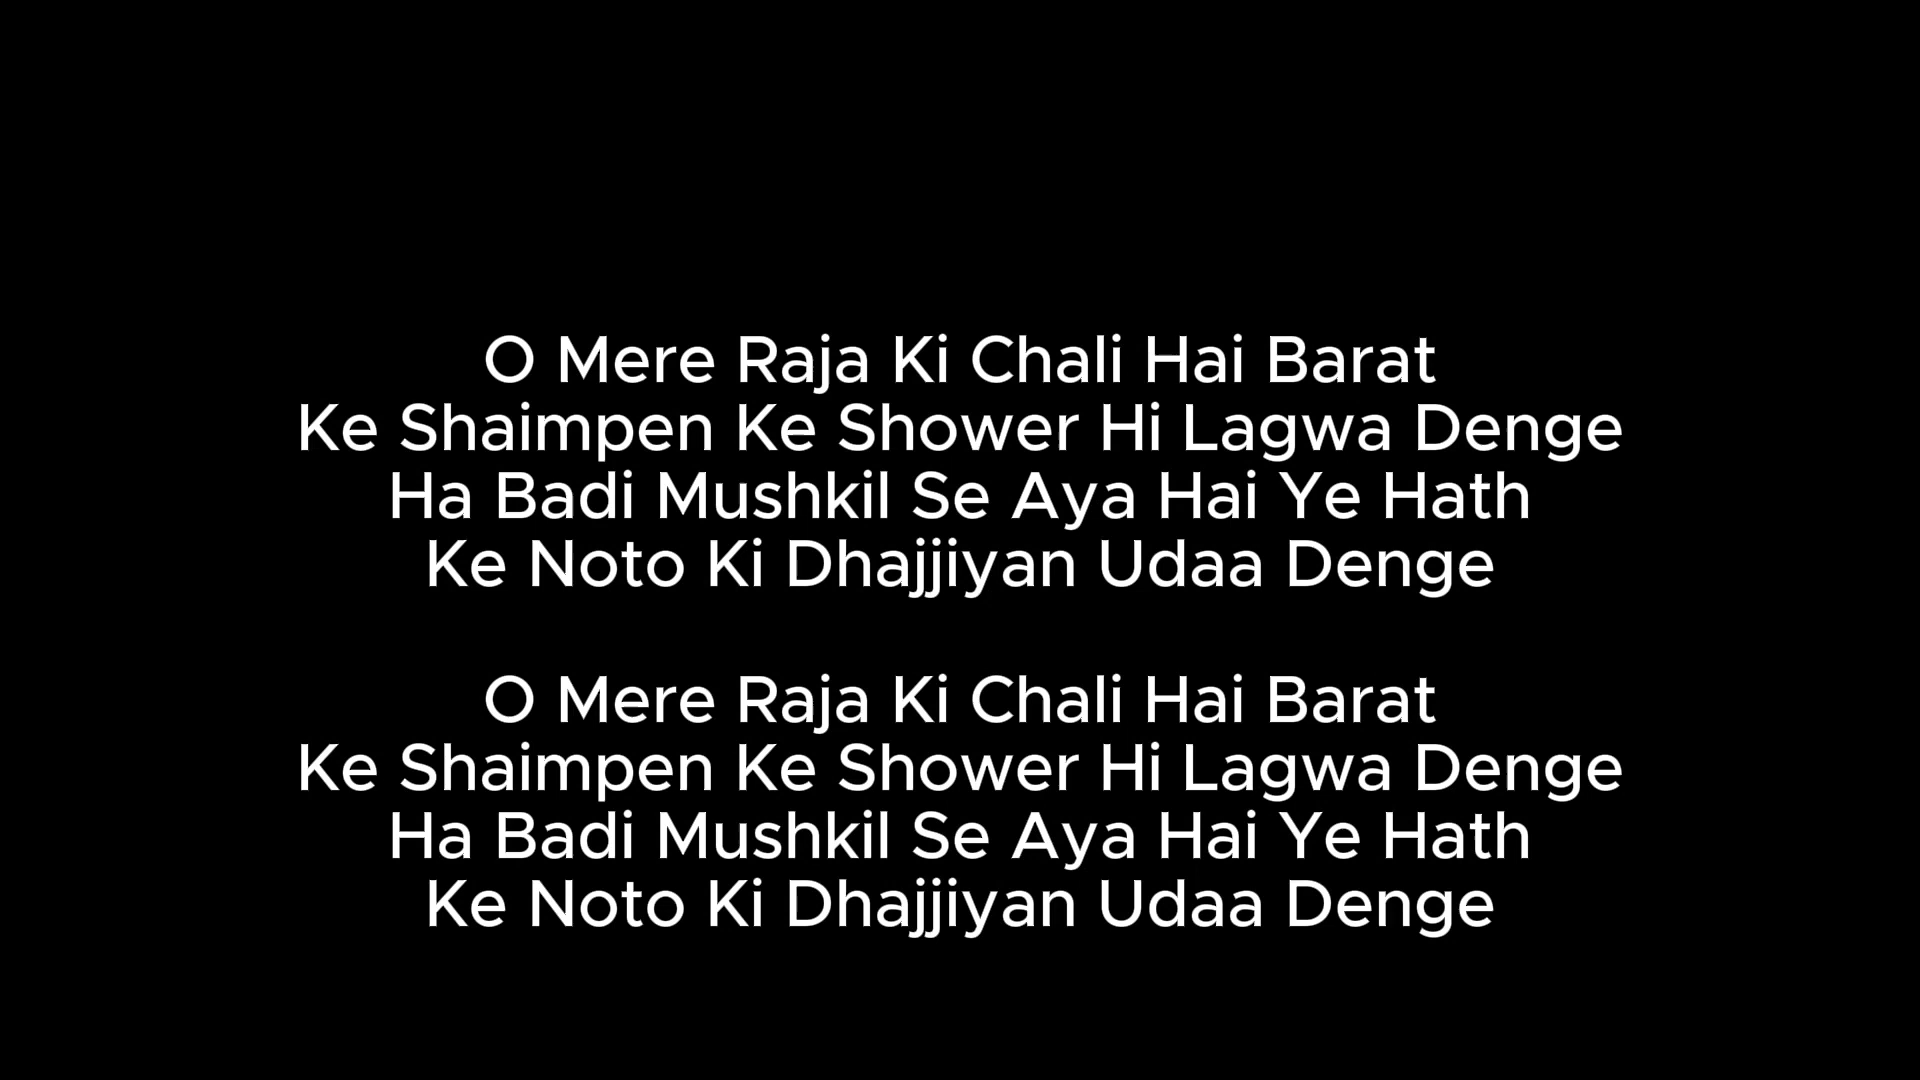 O Mere Raja Ki Chali Hai Barat
Ke Shaimpen Ke Shower Hi Lagwa Denge
Ha Badi Mushkil Se Aya Hai Ye Hath
Ke Noto Ki Dhajjiyan Udaa Denge
O Mere Raja Ki Chali Hai Barat
Ke Shaimpen Ke Shower Hi Lagwa Denge
Ha Badi Mushkil Se Aya Hai Ye Hath
Ke Noto Ki Dhajjiyan Udaa Denge